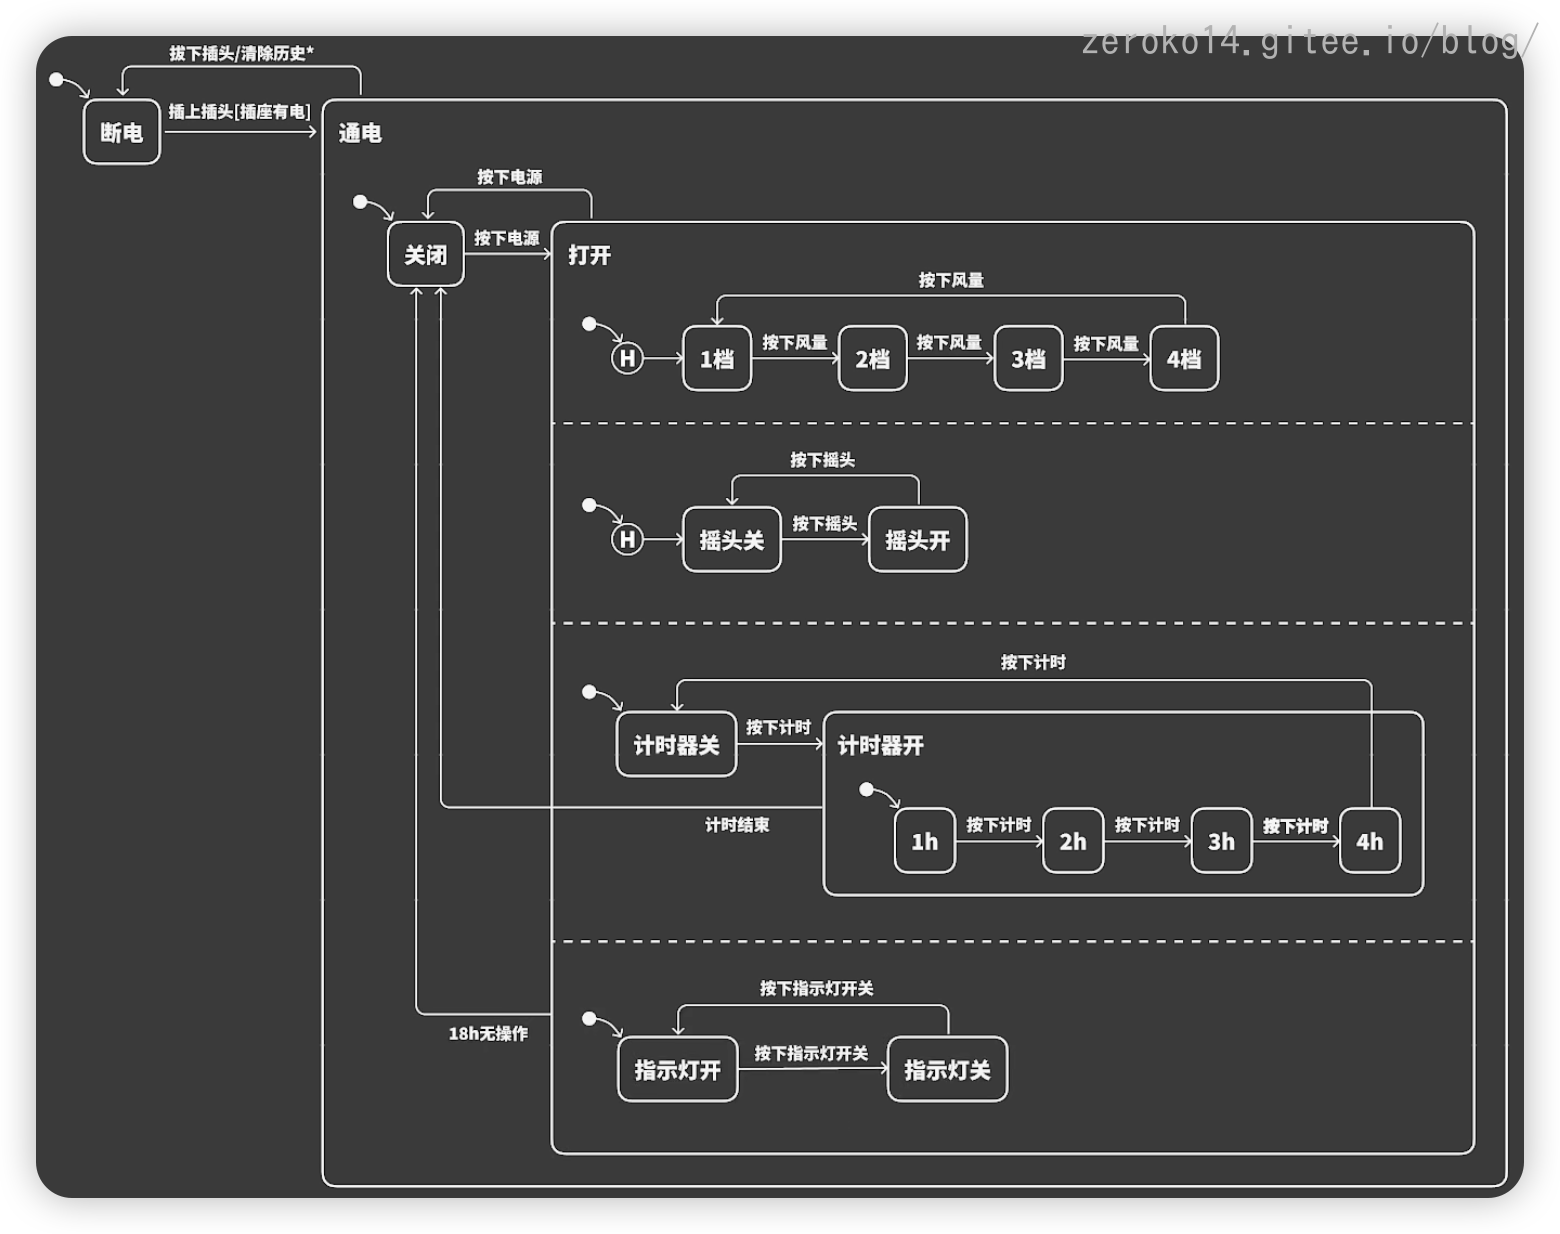 zeroko14.gitee.io/blog/
拔下插头/清除历史*
插上插头[插座有电]
断电
通电
按下电源
按下电源
关闭
打开
按下风量
H
1档
按下风量
2档
按下风量
3档
按下风量
4档
按下摇头
H
摇头关
按下摇头
摇头开
按下计时
计时器关
按下计时
计时器开
1h
按下计时
2h
按下计时
3h
按下计时
4h
计时结束
按下指示灯开关
18h无操作
指示灯开
按下指示灯开关
指示灯关